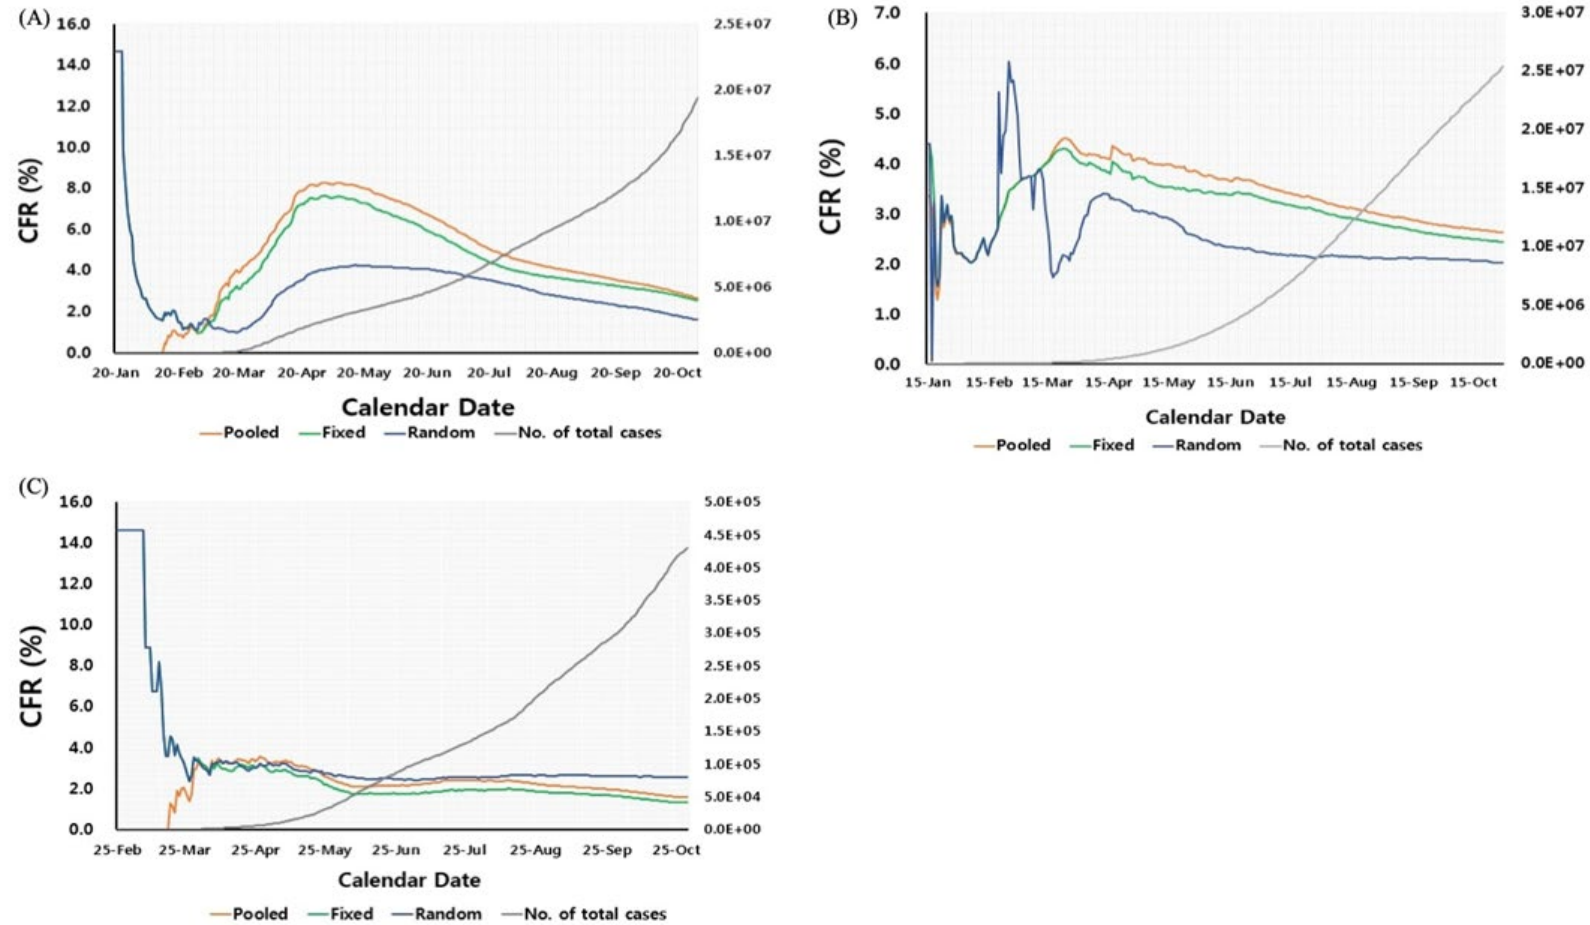 (A)
16.0
14.0
12.0
10.0
8.0
6.0
4.0
2.0
0.0
CFR (%)
2.5E+07
2.0E+07
1.5E+07
1.0E+07
5.0E+06
0.0E+00
20-Jan 20-Feb 20-Mar 20-Apr 20-May 20-Jun 20-Jul 20-Aug 20-Sep 20-Oct
Calendar Date
Pooled Fixed Random No. of total cases
(B)
7.0
6.0
5.0
4.0
3.0
2.0
1.0
0.0
CFR (%)
3.0E+07
2.5E+07
2.0E+07
1.5E+07
1.0E+07
5.0E+06
0.0E+00
15-Jan 15-Feb 15-Mar 15-Apr 15-May 15-Jun 15-Jul 15-Aug 15-Sep 15-Oct
Calendar Date
Pooled Fixed Random No. of total cases
(C)
16.0
14.0
12.0
10.0
8.0
6.0
4.0
2.0
0.0
CFR (%)
5.0E+05
4.5E+05
4.0E+05
3.5E+05
3.0E+05
2.5E+05
2.0E+05
1.5E+05
1.0E+05
5.0E+04
0.0E+00
25-Feb 25-Mar 25-Apr 25-May 25-Jun 25-Jul 25-Aug 25-Sep 25-Oct
Calendar Date
Pooled Fixed Random No. of total cases